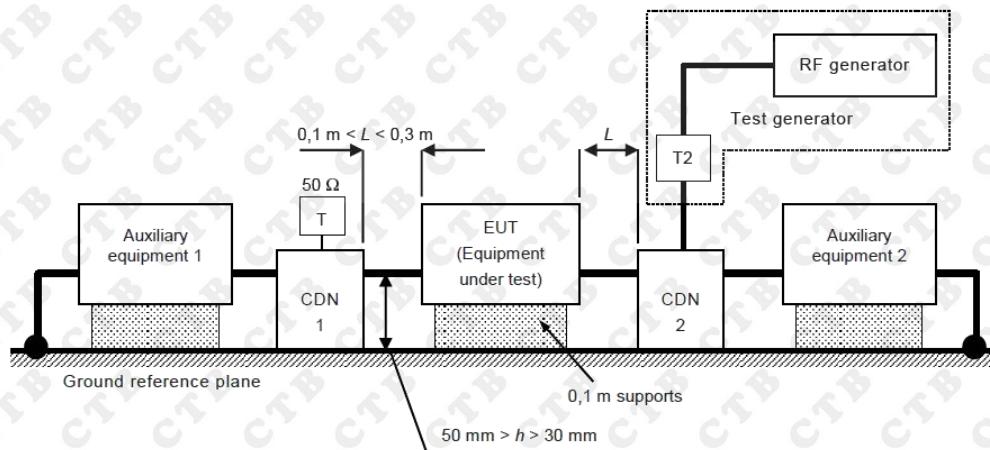 RF generator
Test generator
T2
0,1 m < L < 0,3 m
L
50 Ω
T
Auxiliary
equipment 1
CDN
1
EUT
(Equipment
under test)
CDN
2
Auxiliary
equipment 2
Ground reference plane
0,1 m supports
50 mm > h > 30 mm
CTB